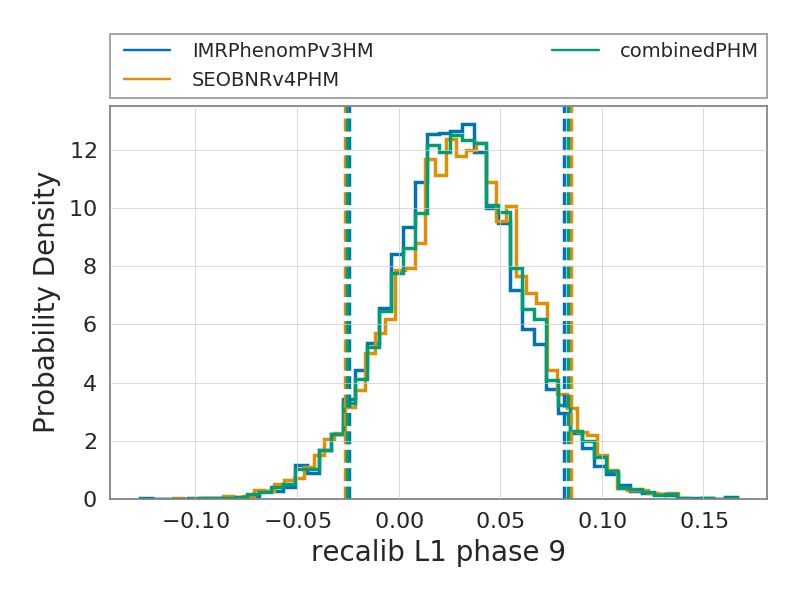 IMRPhenomPv3HM
SEOBNRv4PHM
combinedPHM
Probability Density
12
10
8
6
4
2
0
−0.10 −0.05 0.00 0.05 0.10 0.15
recalib L1 phase 9